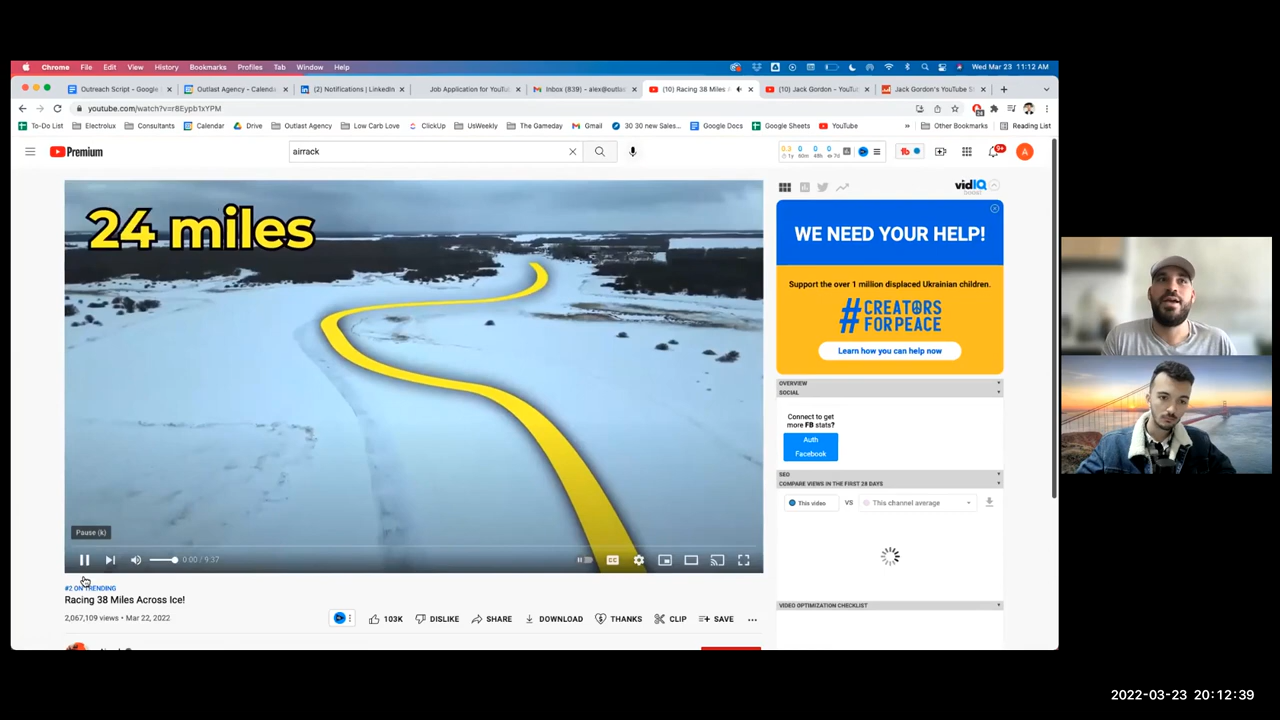 Chrome File Edit View History Bookmarks Profiles Tab Window Help
Wed Mar 23 11:12 AM
Outreach Script - Google
Outlast Agency - Calenda
(2) Notifications | LinkedIn
Job Application for YouTu
Inbox (839) - alex@outlas
(10) Racing 38 Miles
(10) Jack Gordon - YouTu
Jack Gordon's YouTube S
youtube.com/watch?v=r8Eypb1xYPM
To-Do List Electrolux Consultants Calendar Drive Outlast Agency Low Carb Love ClickUp UsWeekly The Gameday Gmail 30 30 new Sales... Google Docs Google Sheets YouTube » Other Bookmarks Reading List
Premium
airrack
9+
A
24 miles
vidIQ
BOOST
WE NEED YOUR HELP!
Support the over 1 million displaced Ukrainian children.
#CREATORS
FORPEACE
Learn how you can help now
OVERVIEW
SOCIAL
Connect to get
more FB stats?
Auth
Facebook
SEO
COMPARE VIEWS IN THE FIRST 28 DAYS
This video VS This channel average
VIDEO OPTIMIZATION CHECKLIST
Pause (k)
0:00 / 9:37
#2 ON TRENDING
Racing 38 Miles Across Ice!
2,067,109 views • Mar 22, 2022
103K DISLIKE SHARE DOWNLOAD THANKS CLIP SAVE ...
2022-03-23 20:12:39